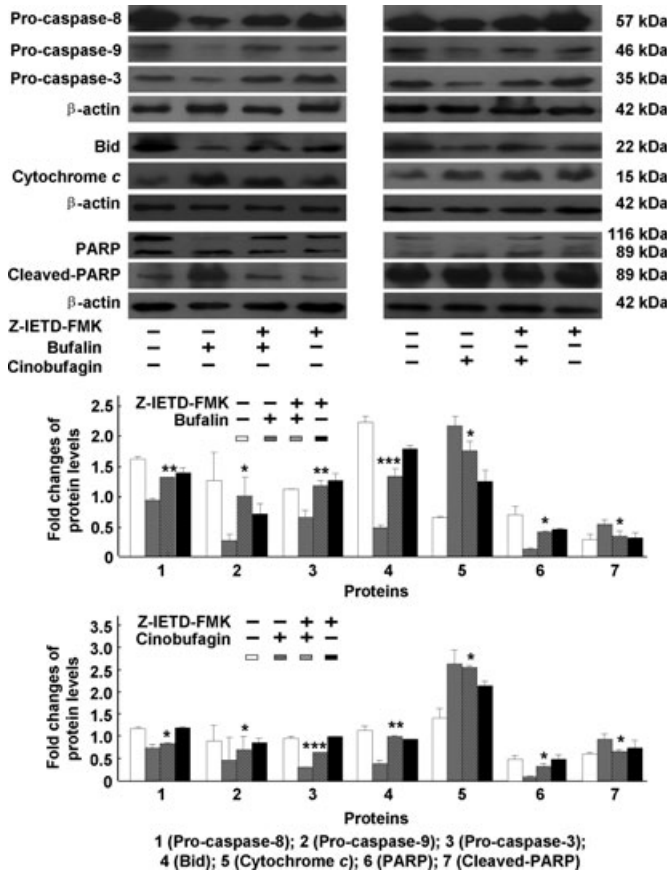 Pro-caspase-8 57 kDa
Pro-caspase-9 46 kDa
Pro-caspase-3 35 kDa
β-actin 42 kDa
Bid 22 kDa
Cytochrome c 15 kDa
β-actin 42 kDa
116 kDa
PARP 89 kDa
Cleaved-PARP 89 kDa
β-actin 42 kDa
Z-IETD-FMK – – + + – – + +
Bufalin – + + – – – – –
Cinobufagin – – – – – + + –
Z-IETD-FMK – – + +
Bufalin – + + –
Fold changes of
protein levels
2.5
2.0
1.5
1.0
0.5
0
** * ** *** * * *
1 2 3 4 5 6 7
Proteins
Z-IETD-FMK – – + +
Cinobufagin – + + –
Fold changes of
protein levels
3.5
3.0
2.5
2.0
1.5
1.0
0.5
0
* * *** ** * * *
1 2 3 4 5 6 7
Proteins
1 (Pro-caspase-8); 2 (Pro-caspase-9); 3 (Pro-caspase-3);
4 (Bid); 5 (Cytochrome c); 6 (PARP); 7 (Cleaved-PARP)